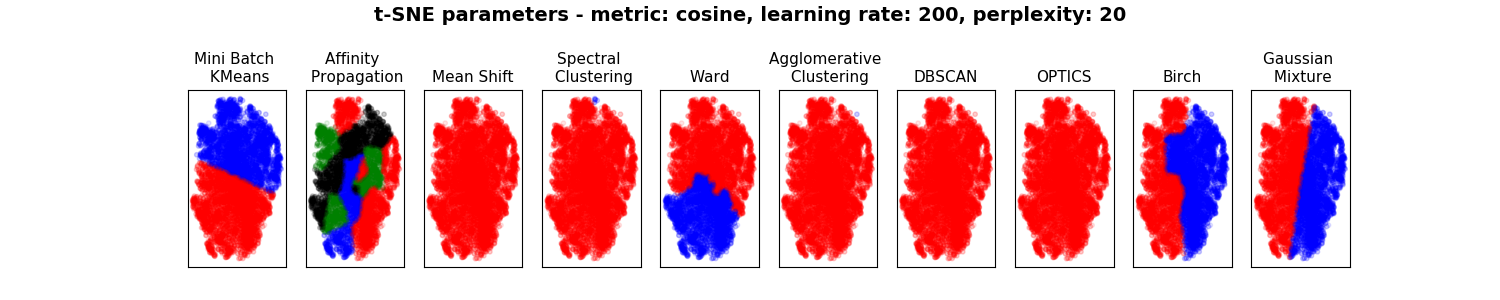 t-SNE parameters - metric: cosine, learning rate: 200, perplexity: 20
Mini Batch
KMeans
Affinity
Propagation
Mean Shift
Spectral
Clustering
Ward
Agglomerative
Clustering
DBSCAN
OPTICS
Birch
Gaussian
Mixture